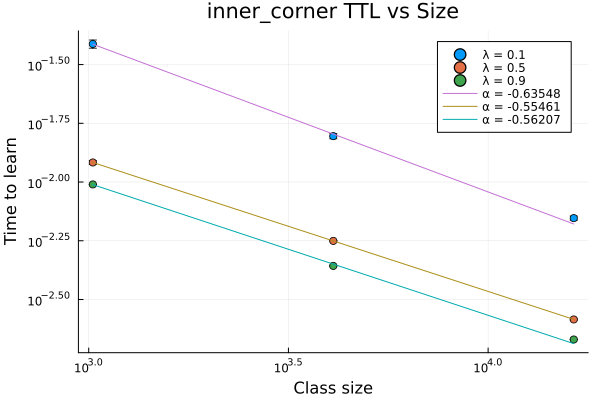 inner_corner TTL vs Size
λ = 0.1
λ = 0.5
λ = 0.9
α = -0.63548
α = -0.55461
α = -0.56207
Time to learn
10^-1.50
10^-1.75
10^-2.00
10^-2.25
10^-2.50
10^3.0 10^3.5 10^4.0
Class size